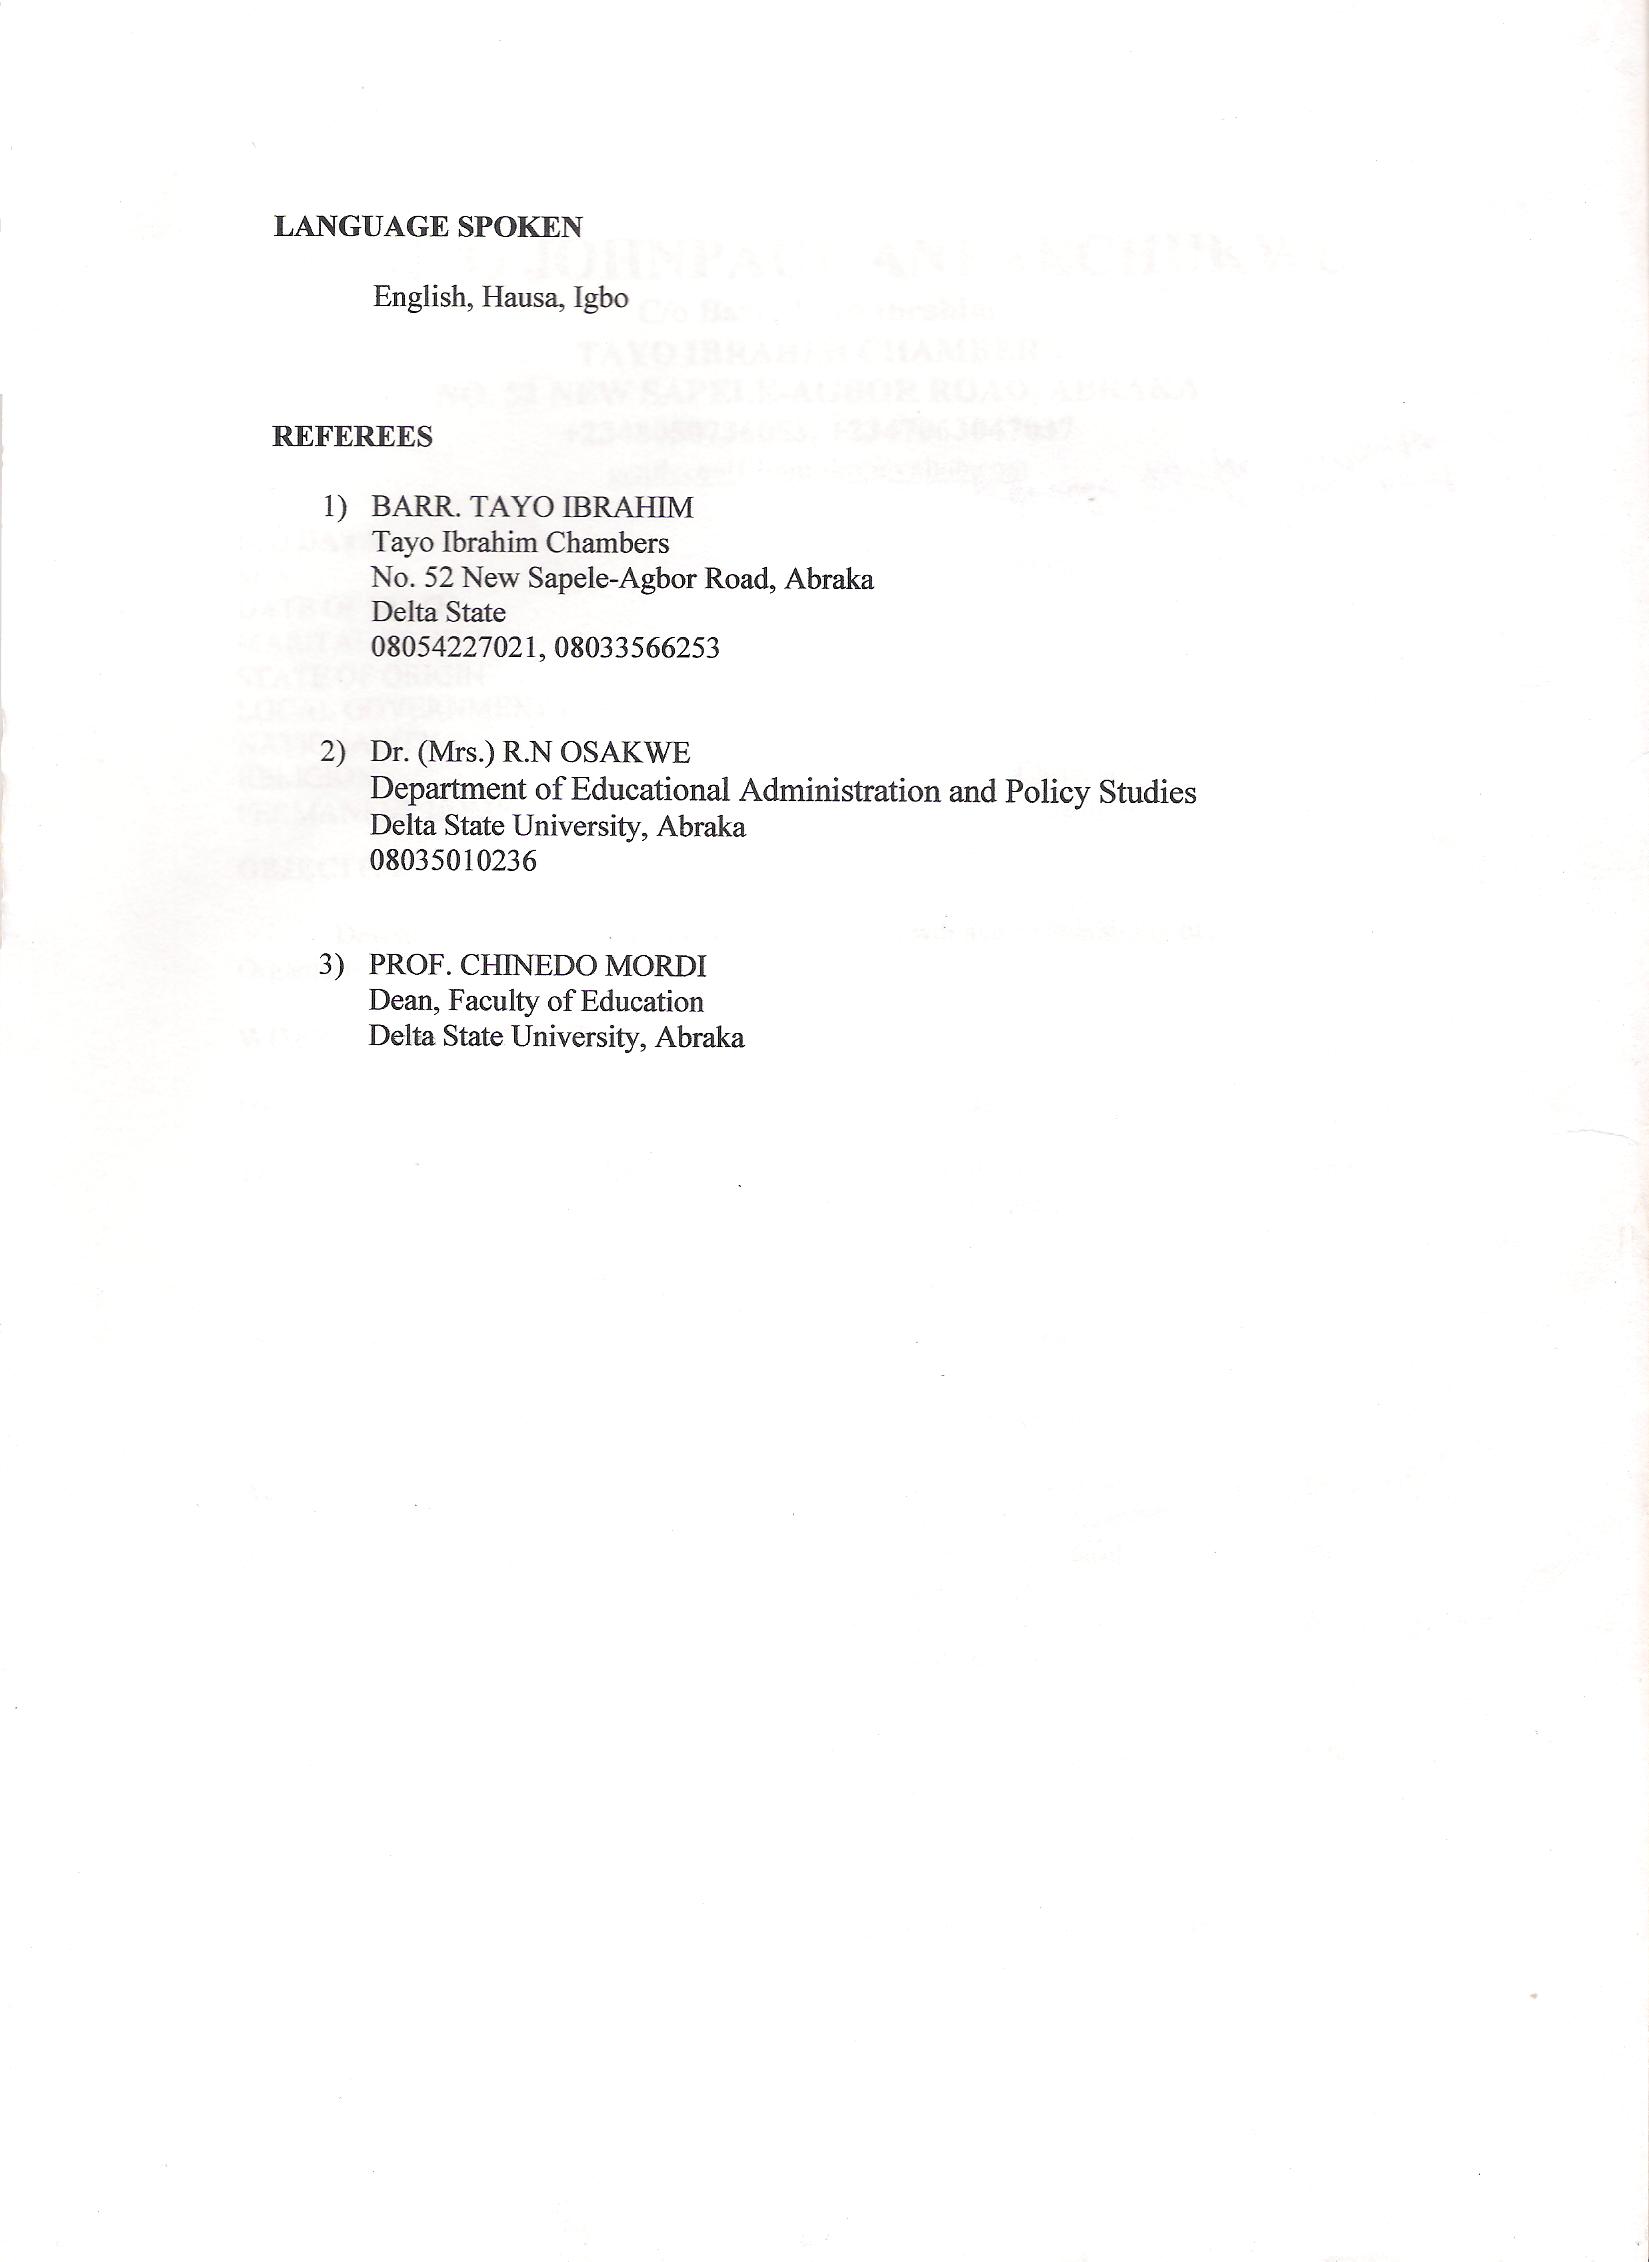 LANGUAGE SPOKEN
English, Hausa, Igbo
REFEREES
1) BARR. TAYO IBRAHIM
Tayo Ibrahim Chambers
No. 52 New Sapele-Agbor Road, Abraka
Delta State
08054227021, 08033566253
2) Dr. (Mrs.) R.N OSAKWE
Department of Educational Administration and Policy Studies
Delta State University, Abraka
08035010236
3) PROF. CHINEDO MORDI
Dean, Faculty of Education
Delta State University, Abraka